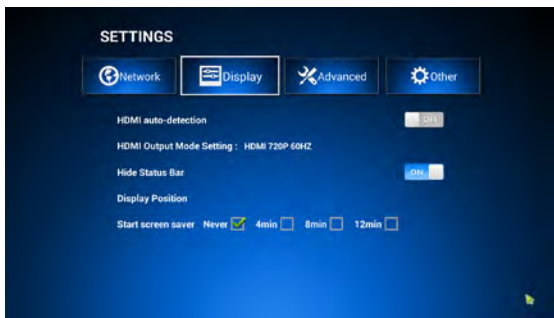 SETTINGS
Network Display Advanced Other
HDMI auto-detection OFF
HDMI Output Mode Setting : HDMI 720P 60HZ
Hide Status Bar ON
Display Position
Start screen saver Never 4min 8min 12min